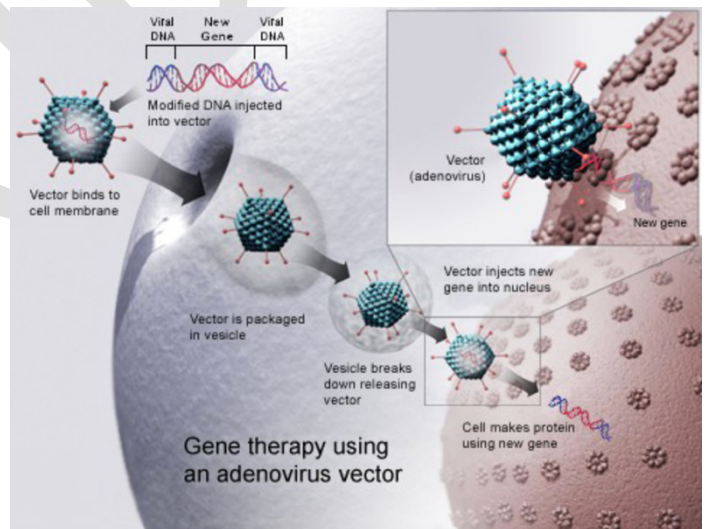 Viral
DNA
New
Gene
Viral
DNA
Modified DNA injected
into vector
Vector binds to
cell membrane
Vector is packaged
in vesicle
Vesicle breaks
down releasing
vector
Vector injects new
gene into nucleus
Cell makes protein
using new gene
Vector
(adenovirus)
New gene
Gene therapy using
an adenovirus vector